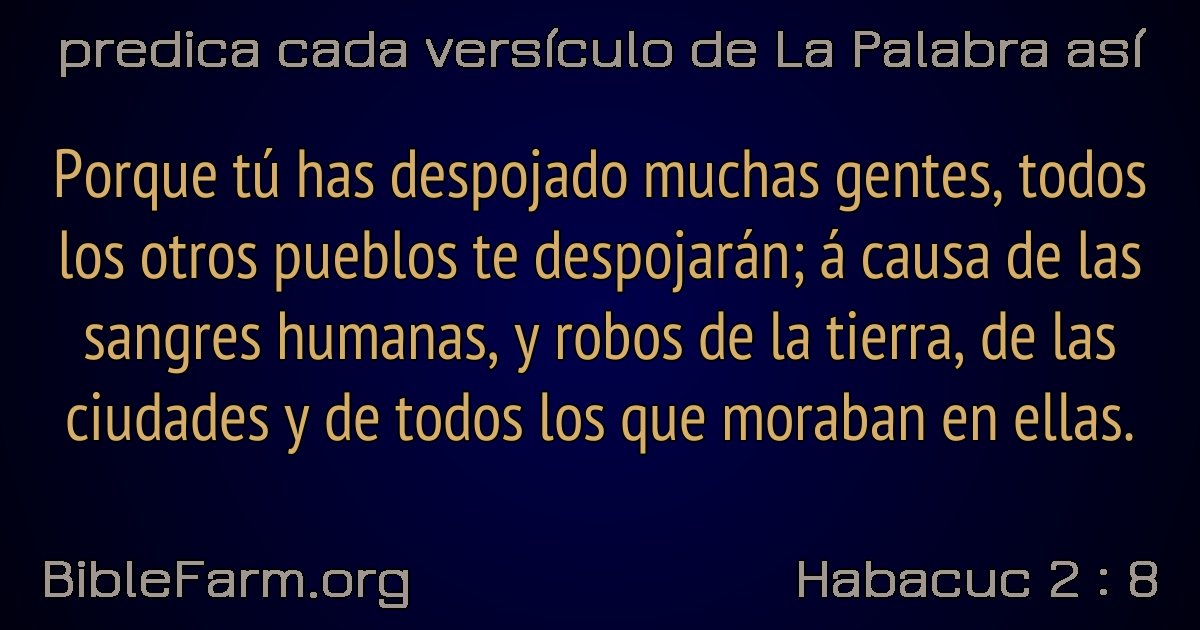 predica cada versículo de La Palabra así
Porque tú has despojado muchas gentes, todos
los otros pueblos te despojarán; á causa de las
sangres humanas, y robos de la tierra, de las
ciudades y de todos los que moraban en ellas.
BibleFarm.org
Habacuc 2 : 8